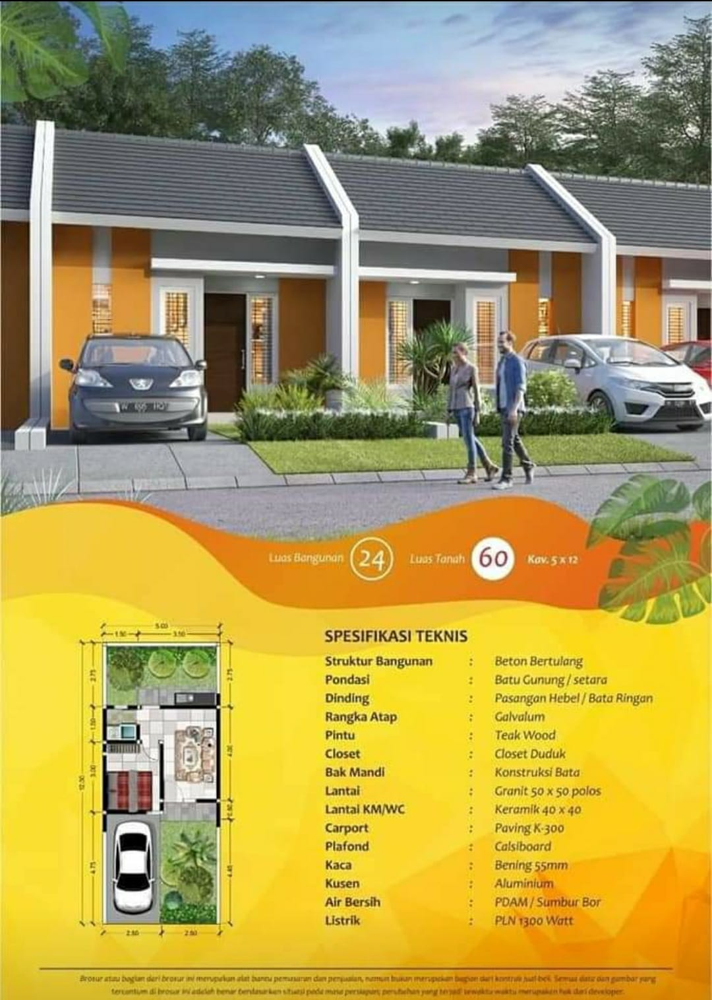 W 166 HQ
Luas Bangunan 24 Luas Tanah 60 Kav. 5 x 12
5.00
1.50 3.50
2.75 2.75
1.50
4.00
3.00
12.00
0.60
4.75 4.45
2.50 2.50
SPESIFIKASI TEKNIS
Struktur Bangunan : Beton Bertulang
Pondasi : Batu Gunung / setara
Dinding : Pasangan Hebel / Bata Ringan
Rangka Atap : Galvalum
Pintu : Teak Wood
Closet : Closet Duduk
Bak Mandi : Konstruksi Bata
Lantai : Granit 50 x 50 polos
Lantai KM/WC : Keramik 40 x 40
Carport : Paving K-300
Plafond : Calsiboard
Kaca : Bening 55mm
Kusen : Aluminium
Air Bersih : PDAM / Sumbur Bor
Listrik : PLN 1300 Watt
Brosur atau bagian dari brosur ini merupakan alat bantu pemasaran dan penjualan, namun bukan merupakan bagian dari kontrak jual-beli. Semua data dan gambar yang
tercantum di brosur ini adalah benar berdasarkan situasi pada masa persiapan; perubahan yang terjadi sewaktu-waktu merupakan hak dari developer.